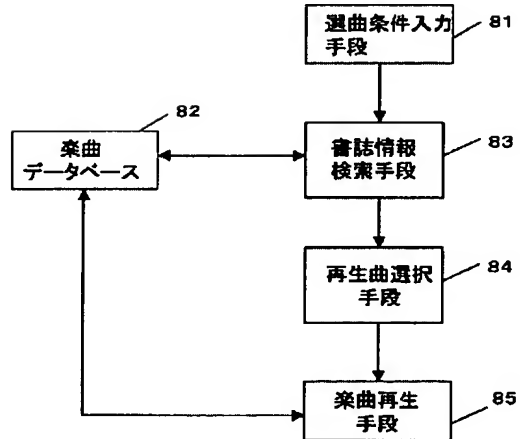 選曲条件入力
手段
81
82
楽曲
データベース
書誌情報
検索手段
83
再生曲選択
手段
84
楽曲再生
手段
85